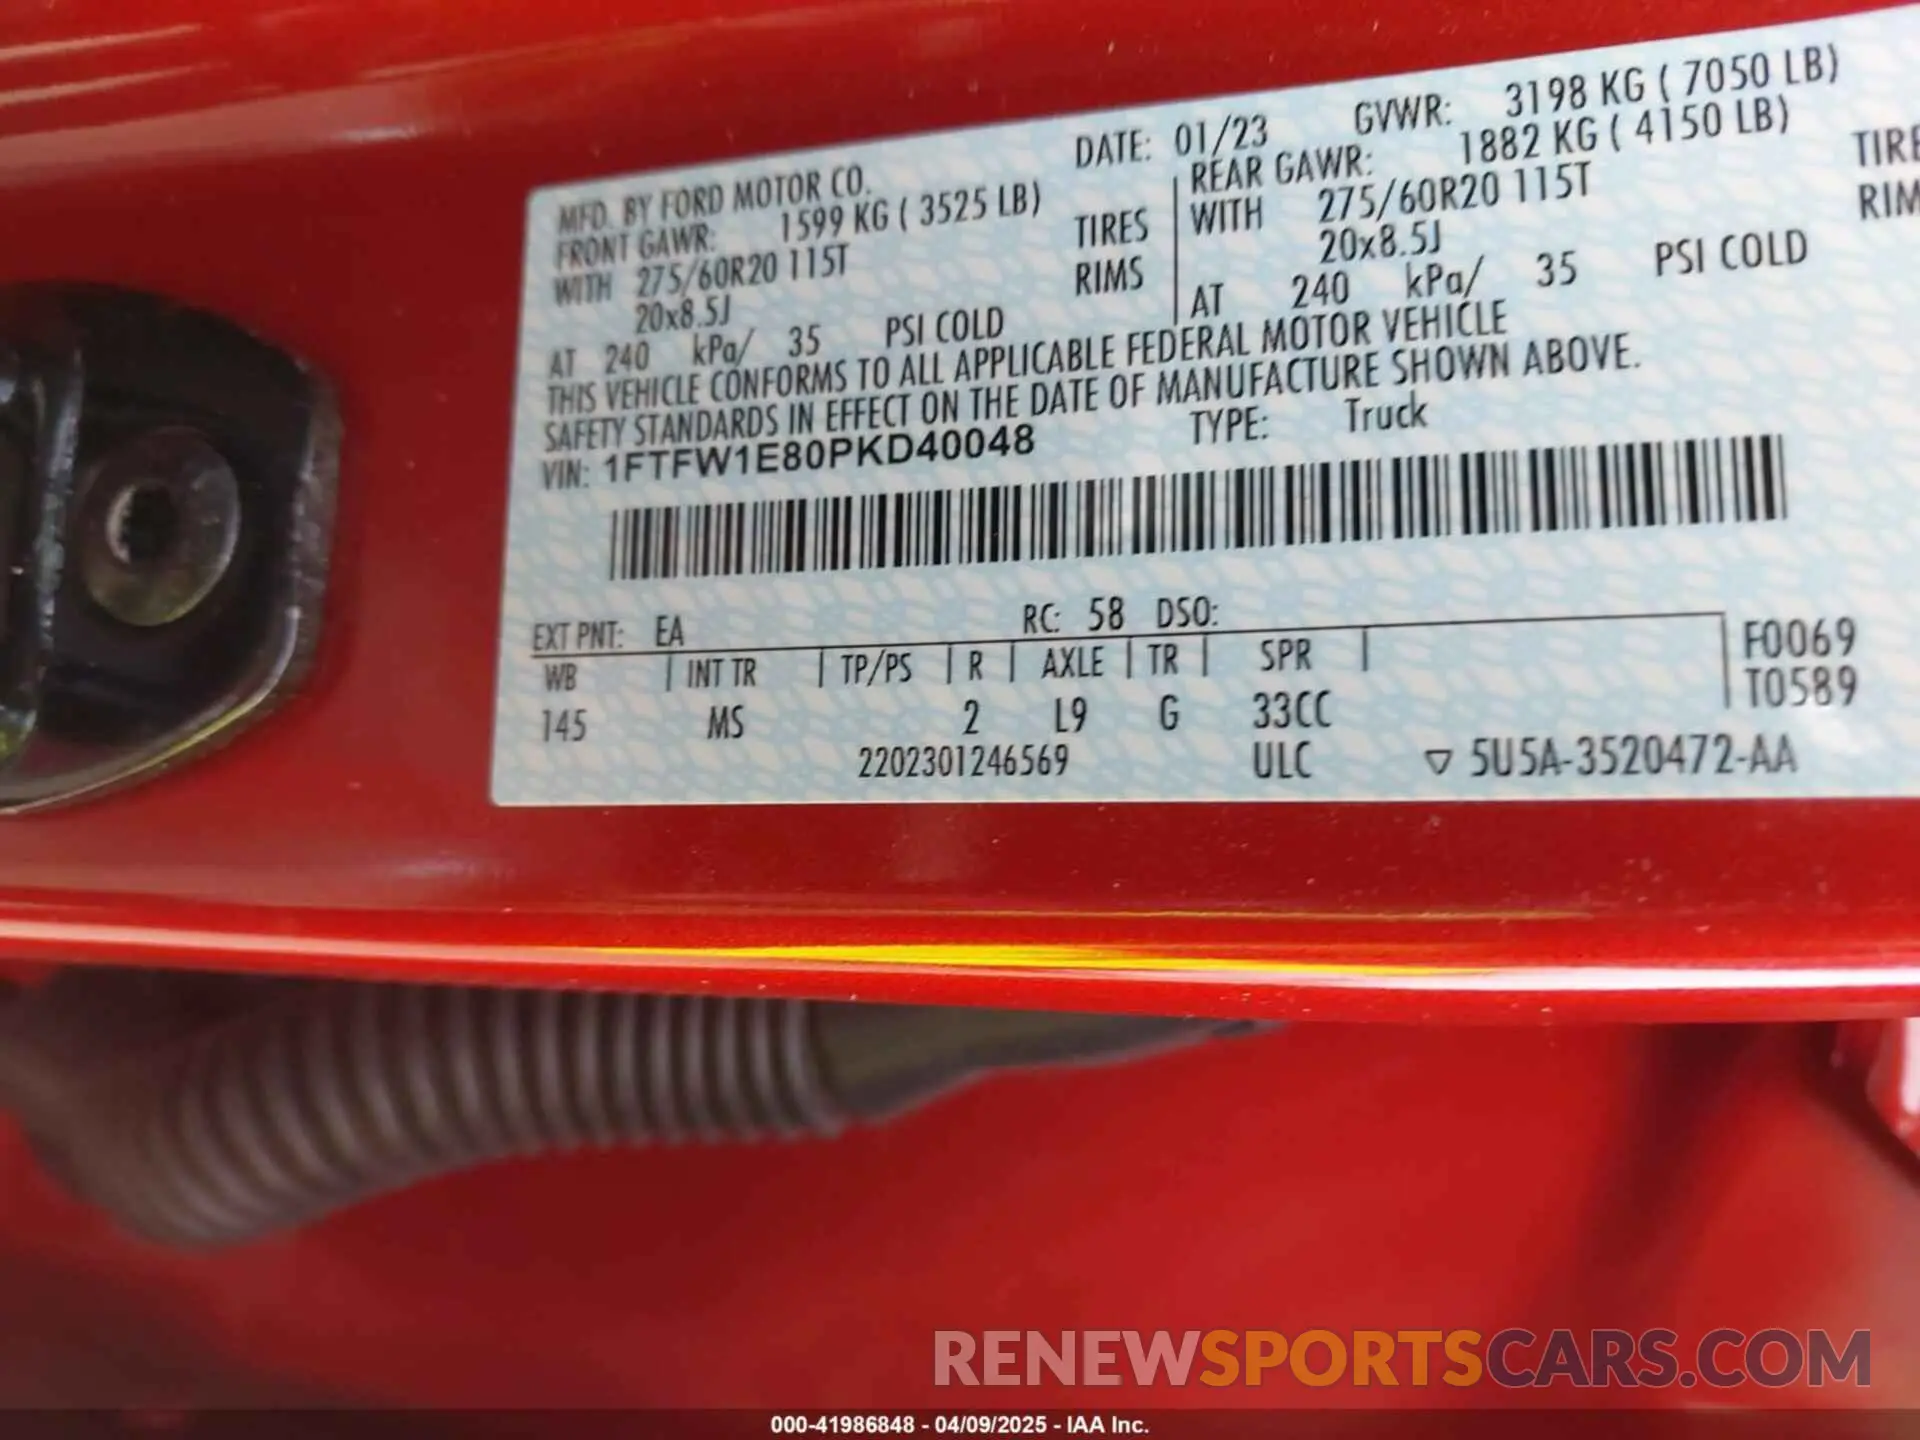 MFD. BY FORD MOTOR CO. DATE: 01/23 GVWR: 3198 KG ( 7050 LB)
FRONT GAWR: 1599 KG ( 3525 LB) REAR GAWR: 1882 KG ( 4150 LB)
WITH 275/60R20 115T TIRES WITH 275/60R20 115T TIRE
20x8.5J RIMS 20x8.5J RIM
AT 240 kPa/ 35 PSI COLD AT 240 kPa/ 35 PSI COLD
THIS VEHICLE CONFORMS TO ALL APPLICABLE FEDERAL MOTOR VEHICLE
SAFETY STANDARDS IN EFFECT ON THE DATE OF MANUFACTURE SHOWN ABOVE.
VIN: 1FTFW1E80PKD40048 TYPE: Truck
EXT PNT: EA RC: 58 DSO:
WB | INT TR | TP/PS | R | AXLE | TR | SPR | F0069
T0589
145 MS 2 L9 G 33CC
2202301246569 ULC ▽ 5U5A-3520472-AA
RENEWSPORTSCARS.COM
000-41986848 - 04/09/2025 - IAA Inc.